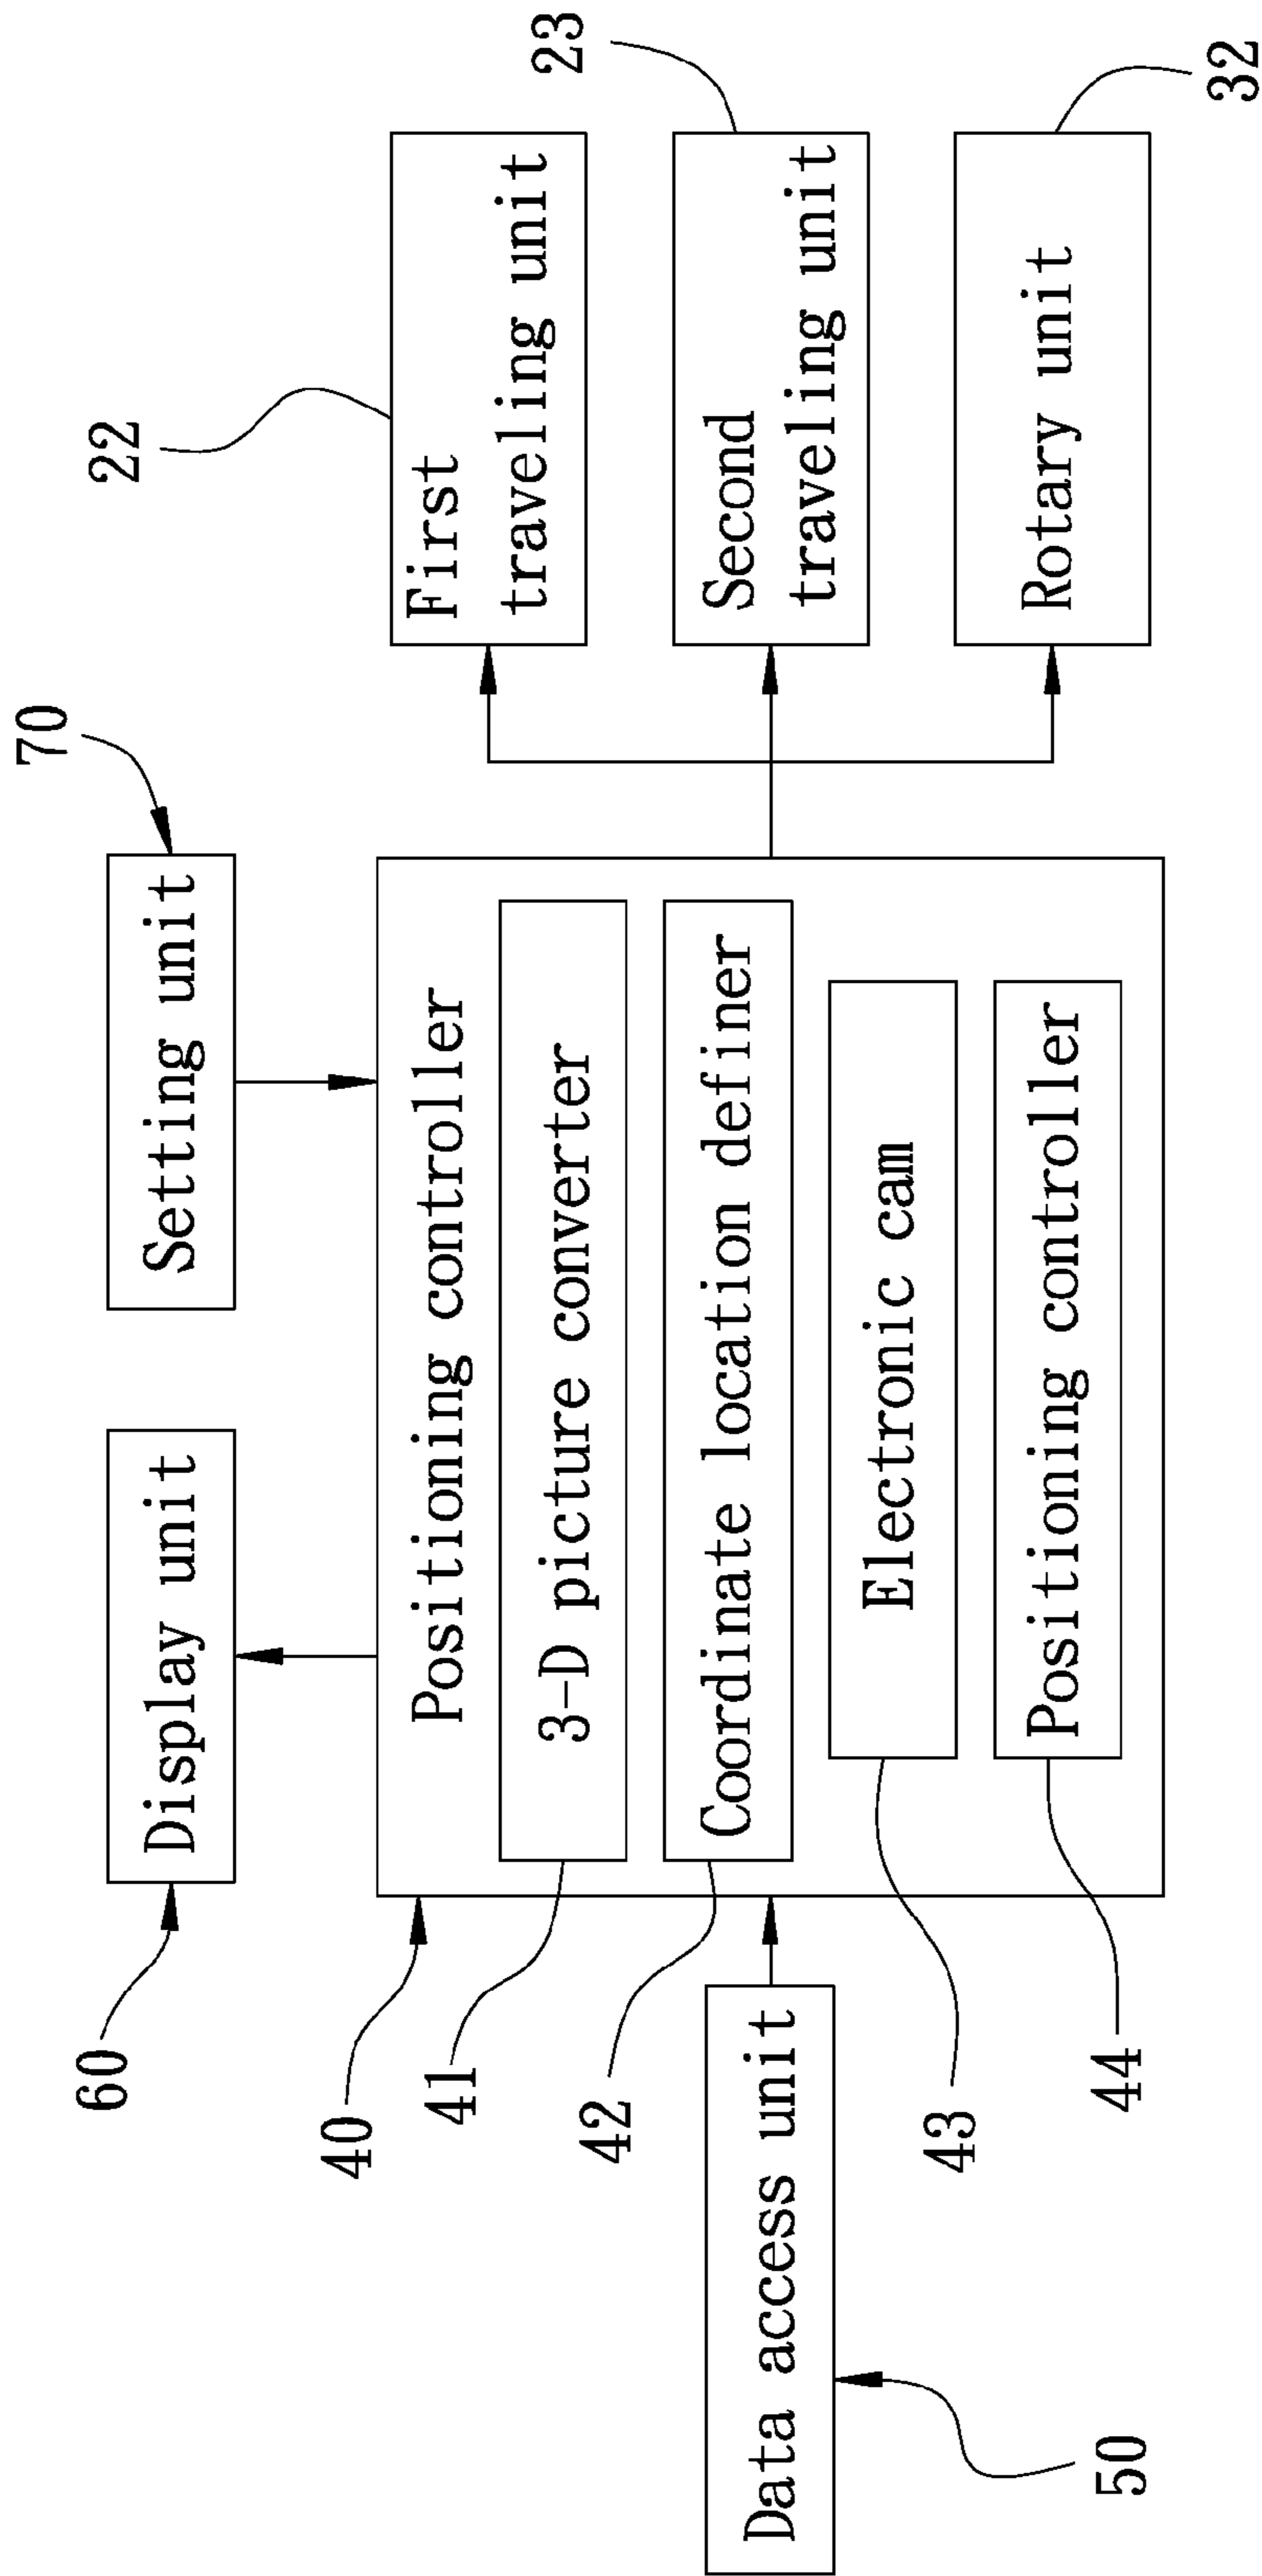 60
Display unit
Setting unit
70
40
Positioning controller
41
3-D picture converter
42
Coordinate location definer
43
Electronic cam
44
Positioning controller
50
Data access unit
22
First
traveling unit
23
Second
traveling unit
32
Rotary unit